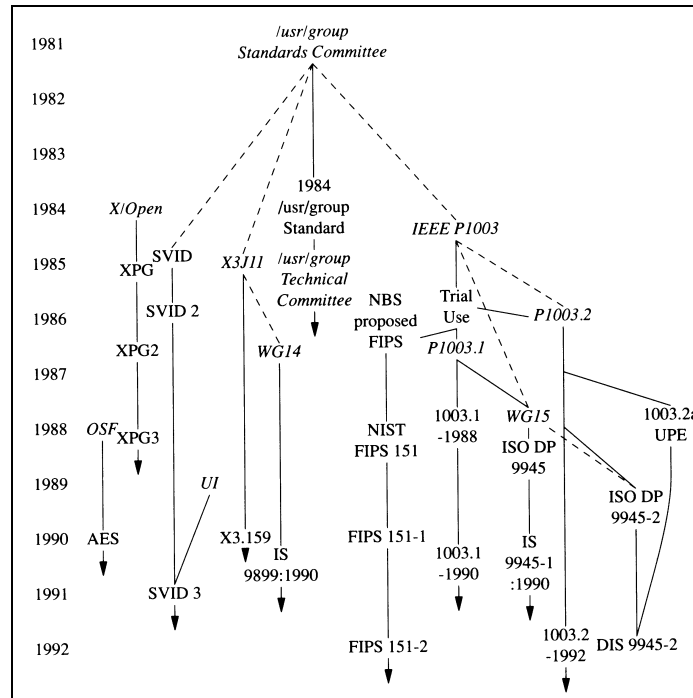 1981
/usr/group
Standards Committee
1982
1983
1984
X/Open
1984
/usr/group
Standard
IEEE P1003
1985
XPG
SVID
X3J11
/usr/group
Technical
Committee
1986
SVID 2
NBS
proposed
FIPS
Trial
Use
P1003.2
XPG2
WG14
P1003.1
1987
1988
OSF
XPG3
NIST
FIPS 151
1003.1
-1988
WG15
ISO DP
9945
1003.2a
UPE
1989
UI
ISO DP
9945-2
1990
AES
X3.159
IS
9899:1990
FIPS 151-1
1003.1
-1990
IS
9945-1
:1990
1991
SVID 3
1992
FIPS 151-2
1003.2
-1992
DIS 9945-2